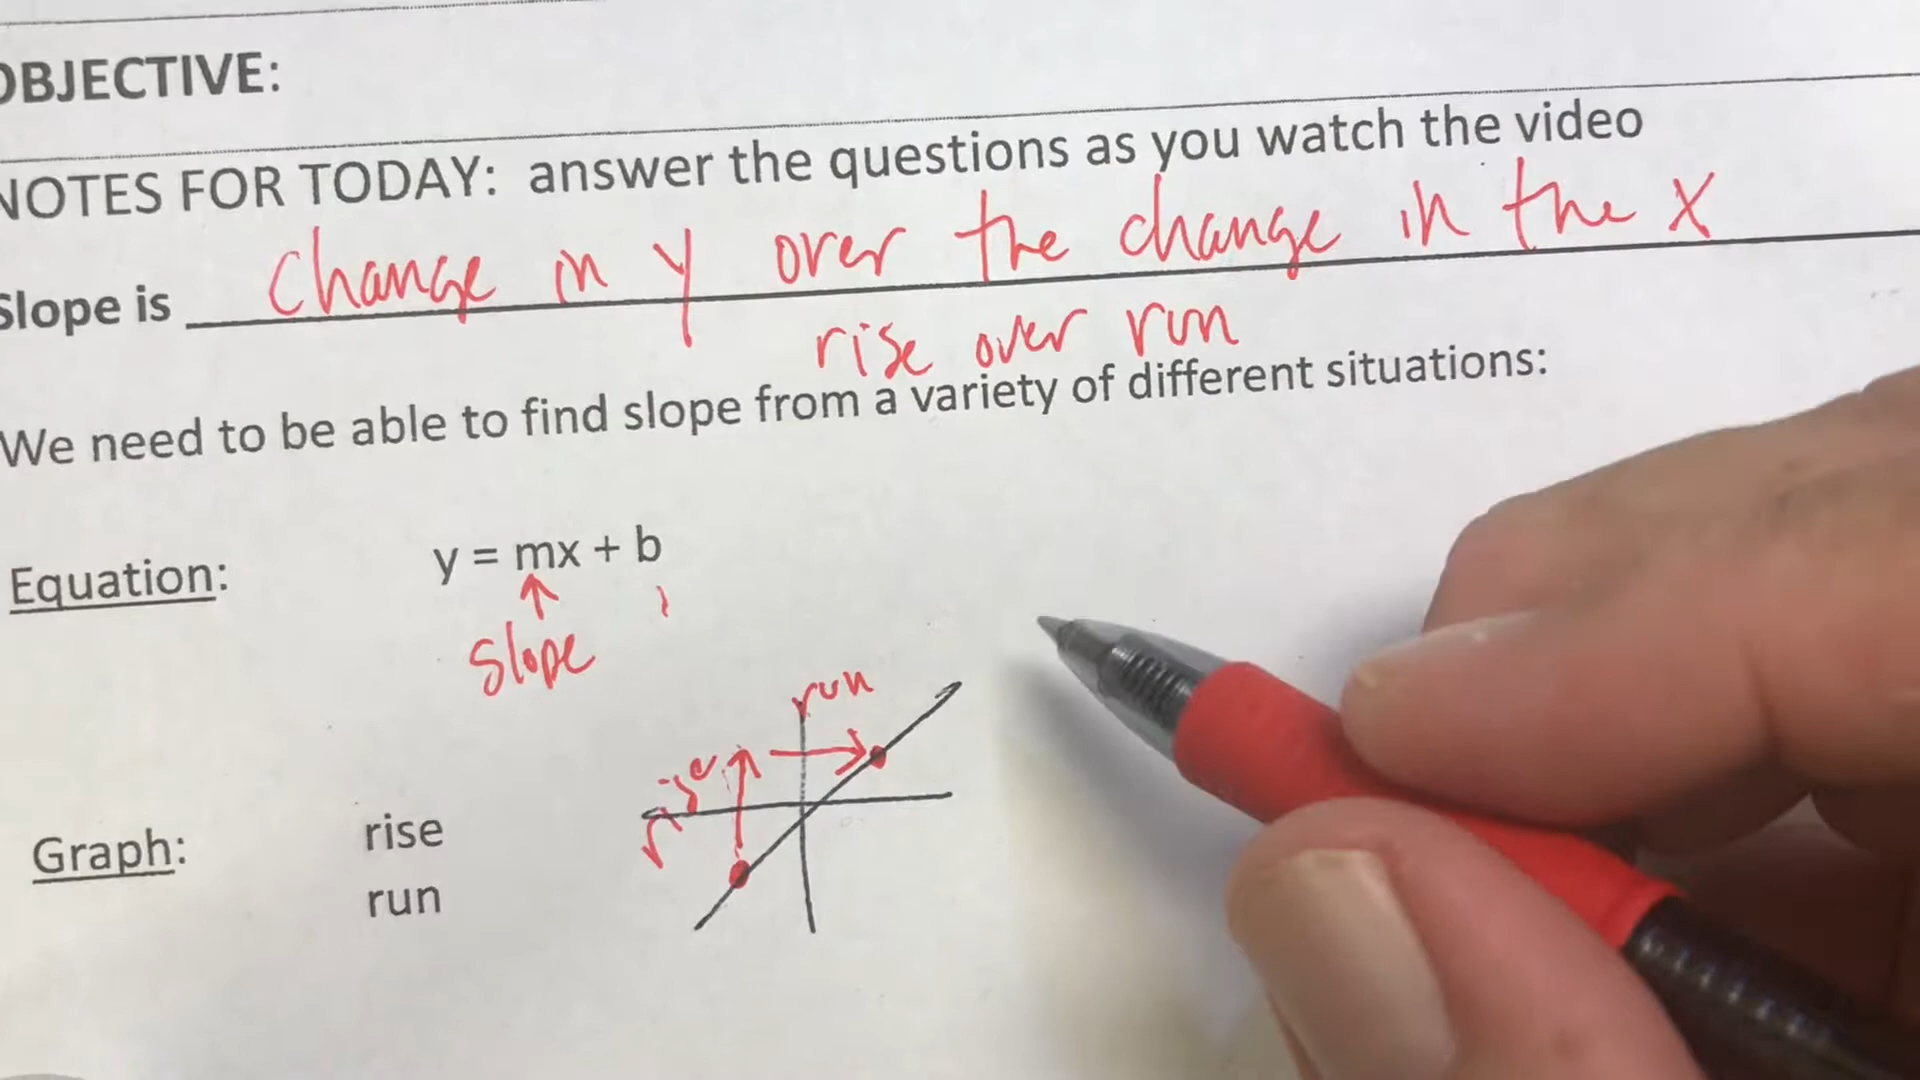 OBJECTIVE:
NOTES FOR TODAY: answer the questions as you watch the video
Slope is change in y over the change in the x
rise over run
We need to be able to find slope from a variety of different situations:
Equation: y = mx + b
slope
run
rise
Graph: rise
run